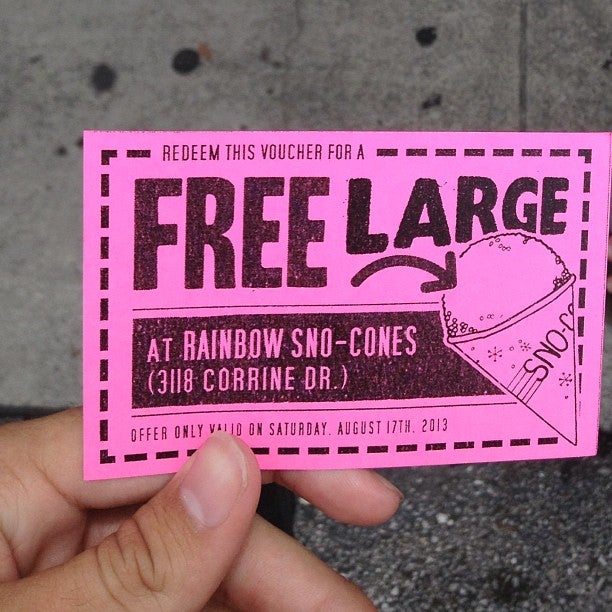 REDEEM THIS VOUCHER FOR A
FREE LARGE
AT RAINBOW SNO-CONES
(3118 CORRINE DR.)
OFFER ONLY VALID ON SATURDAY, AUGUST 17TH, 2013
SNO-C